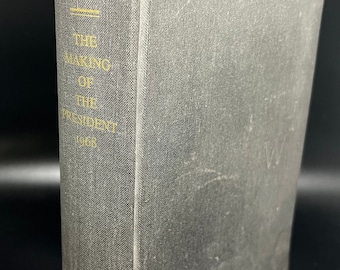 THE
MAKING
OF
THE
PRESIDENT
1968